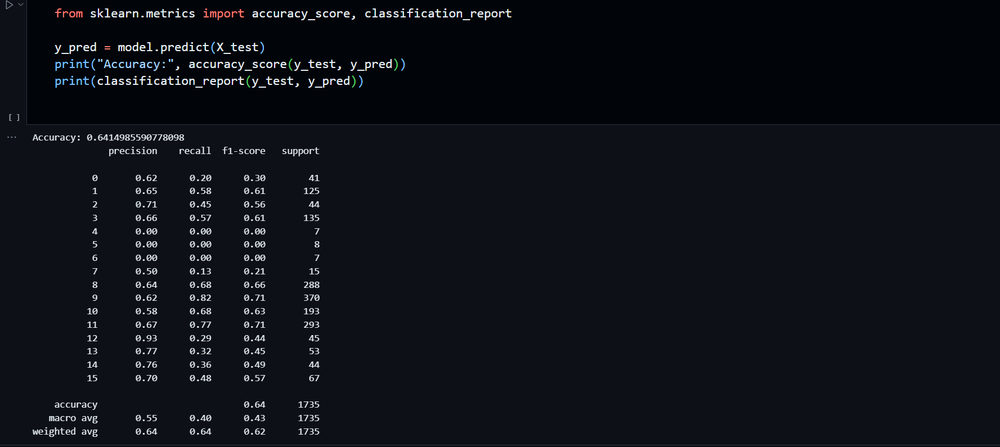 from sklearn.metrics import accuracy_score, classification_report
y_pred = model.predict(X_test)
print("Accuracy:", accuracy_score(y_test, y_pred))
print(classification_report(y_test, y_pred))
[ ]
...
Accuracy: 0.6414985590778098
precision recall f1-score support
0 0.62 0.20 0.30 41
1 0.65 0.58 0.61 125
2 0.71 0.45 0.56 44
3 0.66 0.57 0.61 135
4 0.00 0.00 0.00 7
5 0.00 0.00 0.00 8
6 0.00 0.00 0.00 7
7 0.50 0.13 0.21 15
8 0.64 0.68 0.66 288
9 0.62 0.82 0.71 370
10 0.58 0.68 0.63 193
11 0.67 0.77 0.71 293
12 0.93 0.29 0.44 45
13 0.77 0.32 0.45 53
14 0.76 0.36 0.49 44
15 0.70 0.48 0.57 67
accuracy 0.64 1735
macro avg 0.55 0.40 0.43 1735
weighted avg 0.64 0.64 0.62 1735